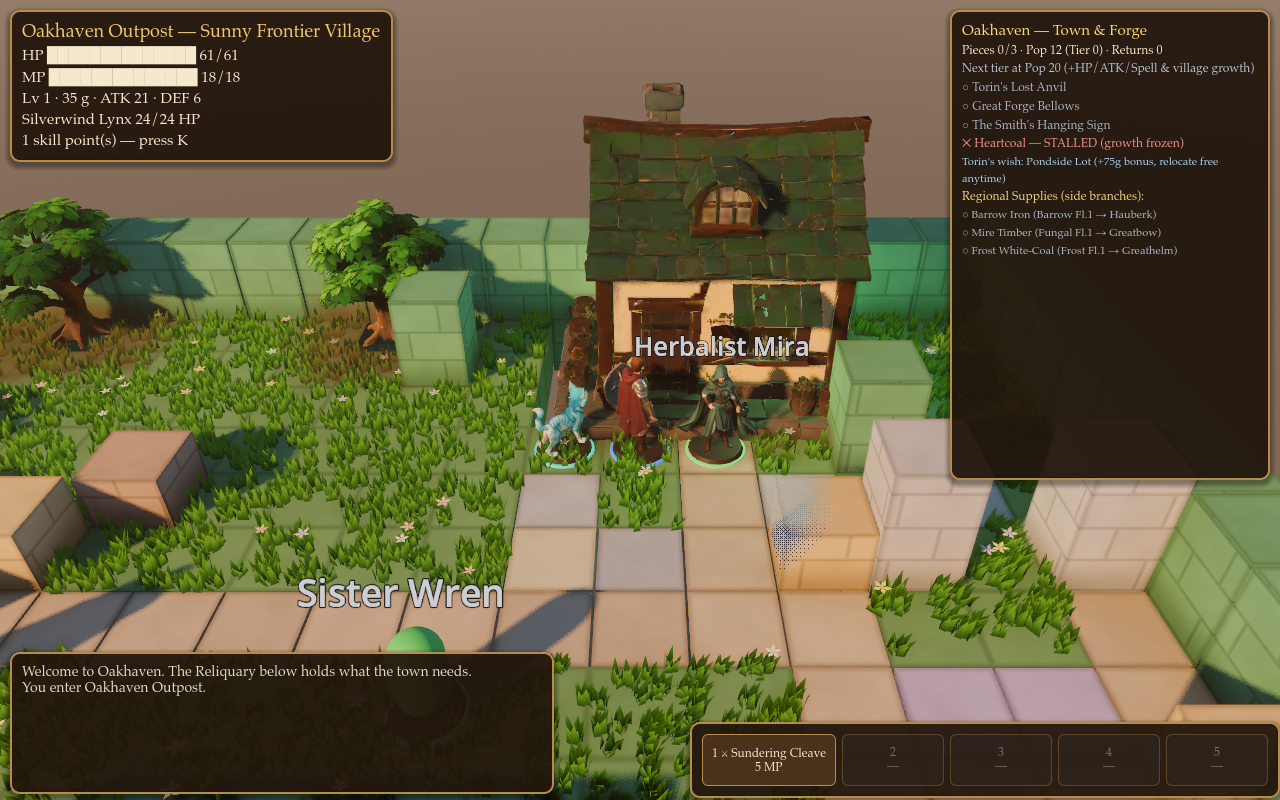 Oakhaven Outpost — Sunny Frontier Village
HP █████████████ 61/61
MP █████████████ 18/18
Lv 1 · 35 g · ATK 21 · DEF 6
Silverwind Lynx 24/24 HP
1 skill point(s) — press K
Oakhaven — Town & Forge
Pieces 0/3 · Pop 12 (Tier 0) · Returns 0
Next tier at Pop 20 (+HP/ATK/Spell & village growth)
○ Torin's Lost Anvil
○ Great Forge Bellows
○ The Smith's Hanging Sign
✕ Heartcoal — STALLED (growth frozen)
Torin's wish: Pondside Lot (+75g bonus, relocate free
anytime)
Regional Supplies (side branches):
○ Barrow Iron (Barrow Fl.1 → Hauberk)
○ Mire Timber (Fungal Fl.1 → Greatbow)
○ Frost White-Coal (Frost Fl.1 → Greathelm)
Herbalist Mira
Sister Wren
Welcome to Oakhaven. The Reliquary below holds what the town needs.
You enter Oakhaven Outpost.
1 ⚔ Sundering Cleave
5 MP
2
—
3
—
4
—
5
—